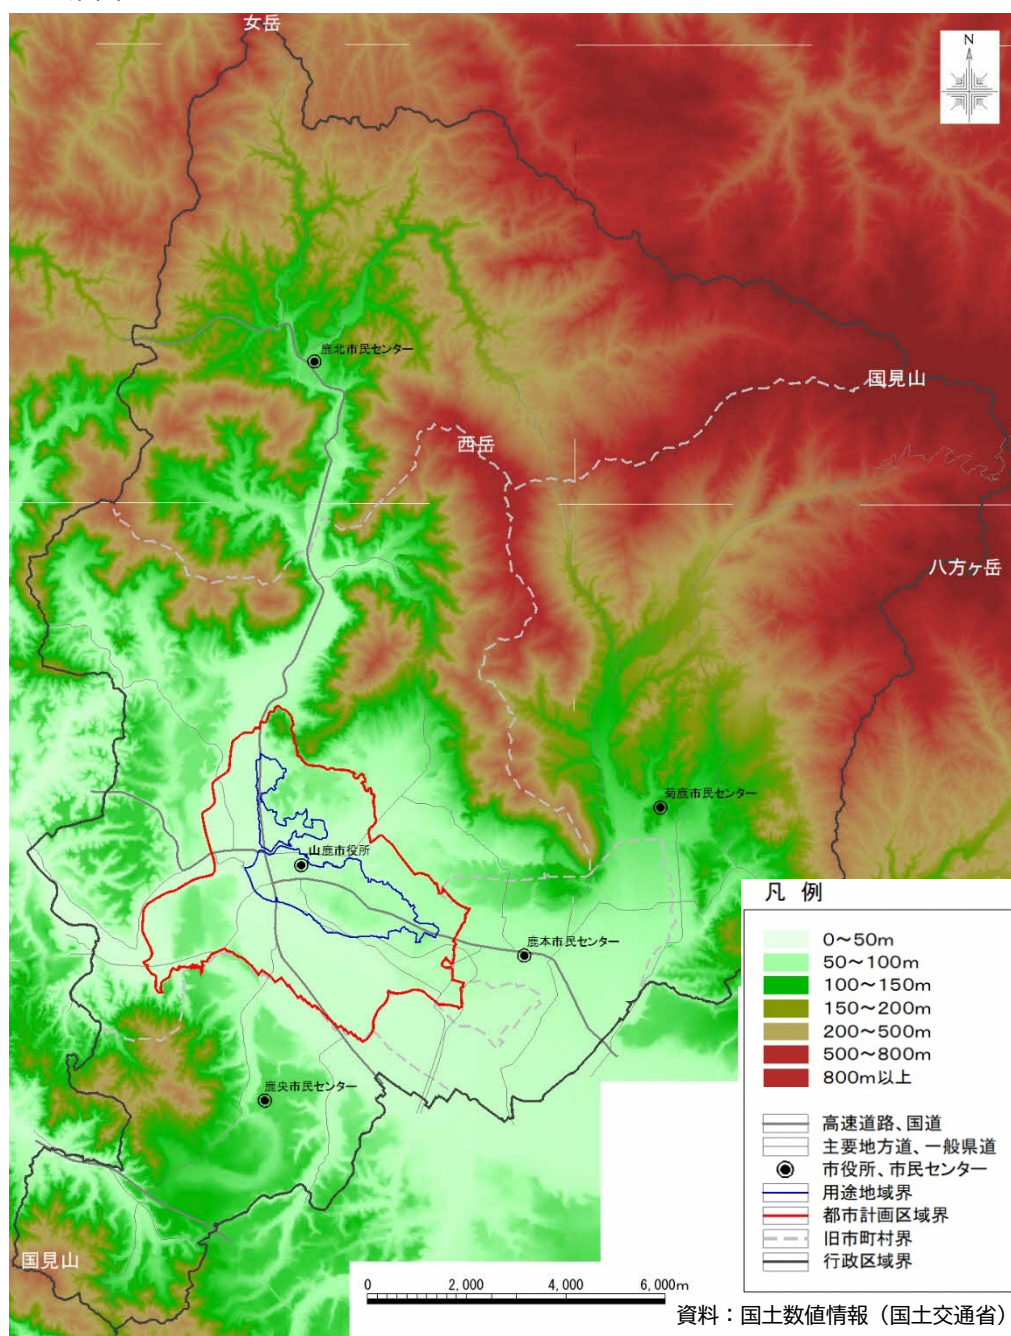 女岳
N
鹿北市民センター
国見山
西岳
八方ヶ岳
菊鹿市民センター
山鹿市役所
鹿本市民センター
鹿央市民センター
国見山
凡 例
0～50m
50～100m
100～150m
150～200m
200～500m
500～800m
800m以上
高速道路、国道
主要地方道、一般県道
市役所、市民センター
用途地域界
都市計画区域界
旧市町村界
行政区域界
0 2,000 4,000 6,000m
資料：国土数値情報（国土交通省）